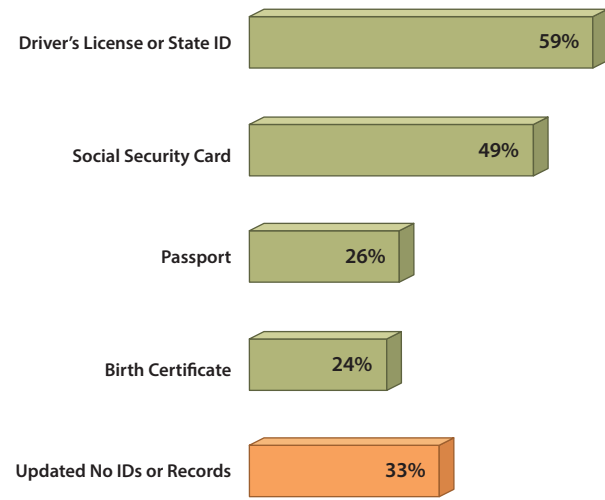 Driver’s License or State ID 59%
Social Security Card 49%
Passport 26%
Birth Certificate 24%
Updated No IDs or Records 33%